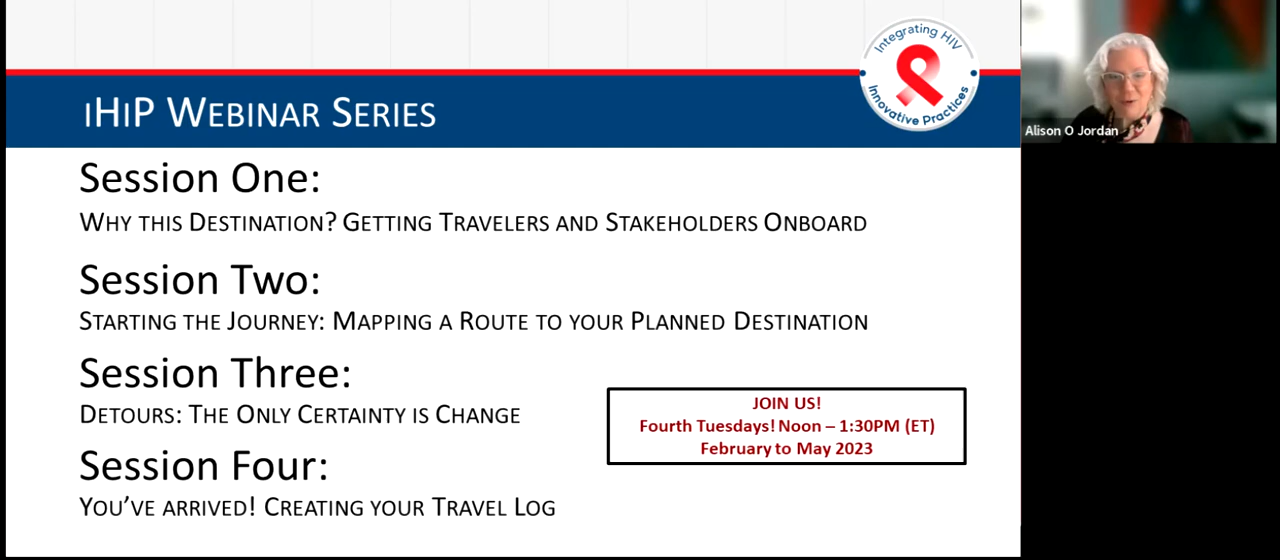 iHiP Webinar Series
Integrating HIV
Innovative Practices
Alison O Jordan
Session One:
Why this Destination? Getting Travelers and Stakeholders Onboard
Session Two:
Starting the Journey: Mapping a Route to your Planned Destination
Session Three:
Detours: The Only Certainty is Change
JOIN US!
Fourth Tuesdays! Noon – 1:30PM (ET)
February to May 2023
Session Four:
You've arrived! Creating your Travel Log